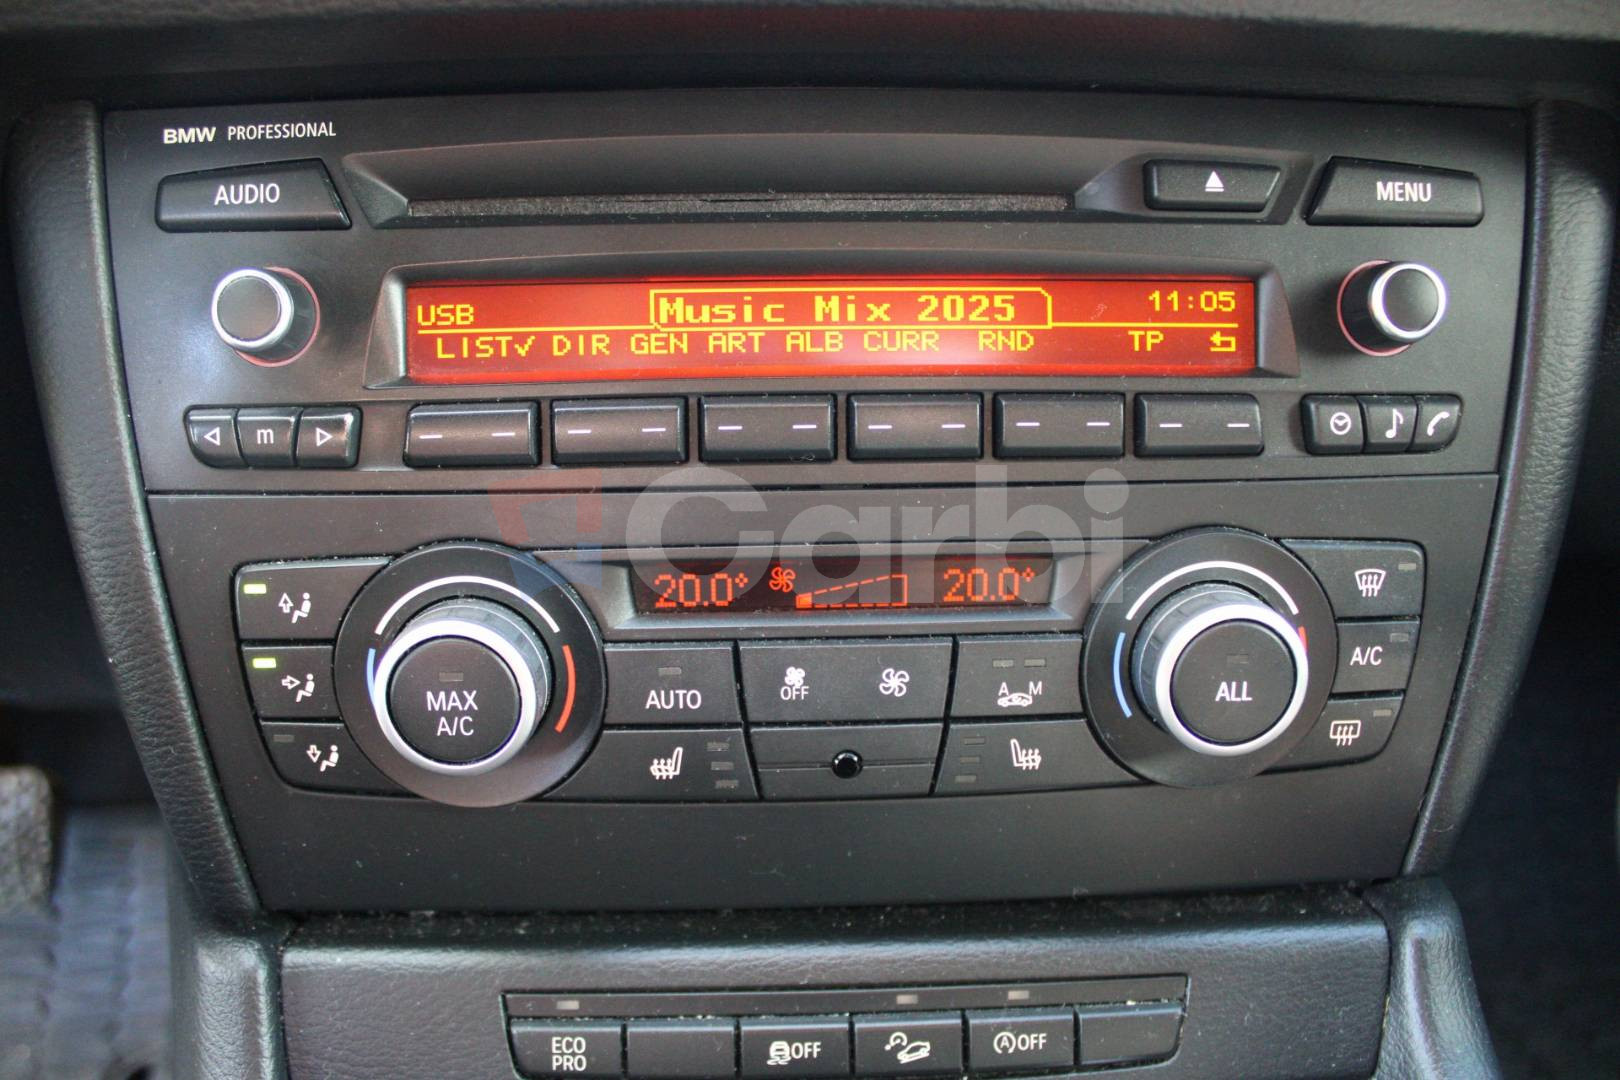 BMW PROFESSIONAL
AUDIO
MENU
USB
Music Mix 2025
11:05
LIST✓ DIR GEN ART ALB CURR RND TP
m
Carbi
20.0°
20.0°
MAX
A/C
AUTO
OFF
A M
ALL
A/C
ECO
PRO
OFF
A OFF